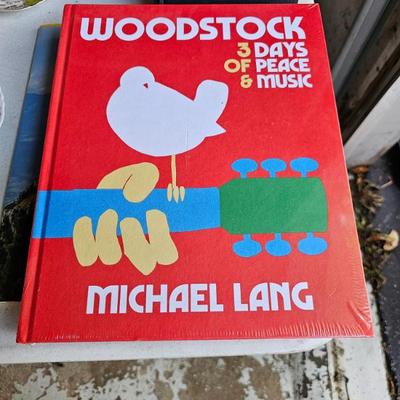 WOODSTOCK
3 DAYS
OF PEACE
& MUSIC
MICHAEL LANG